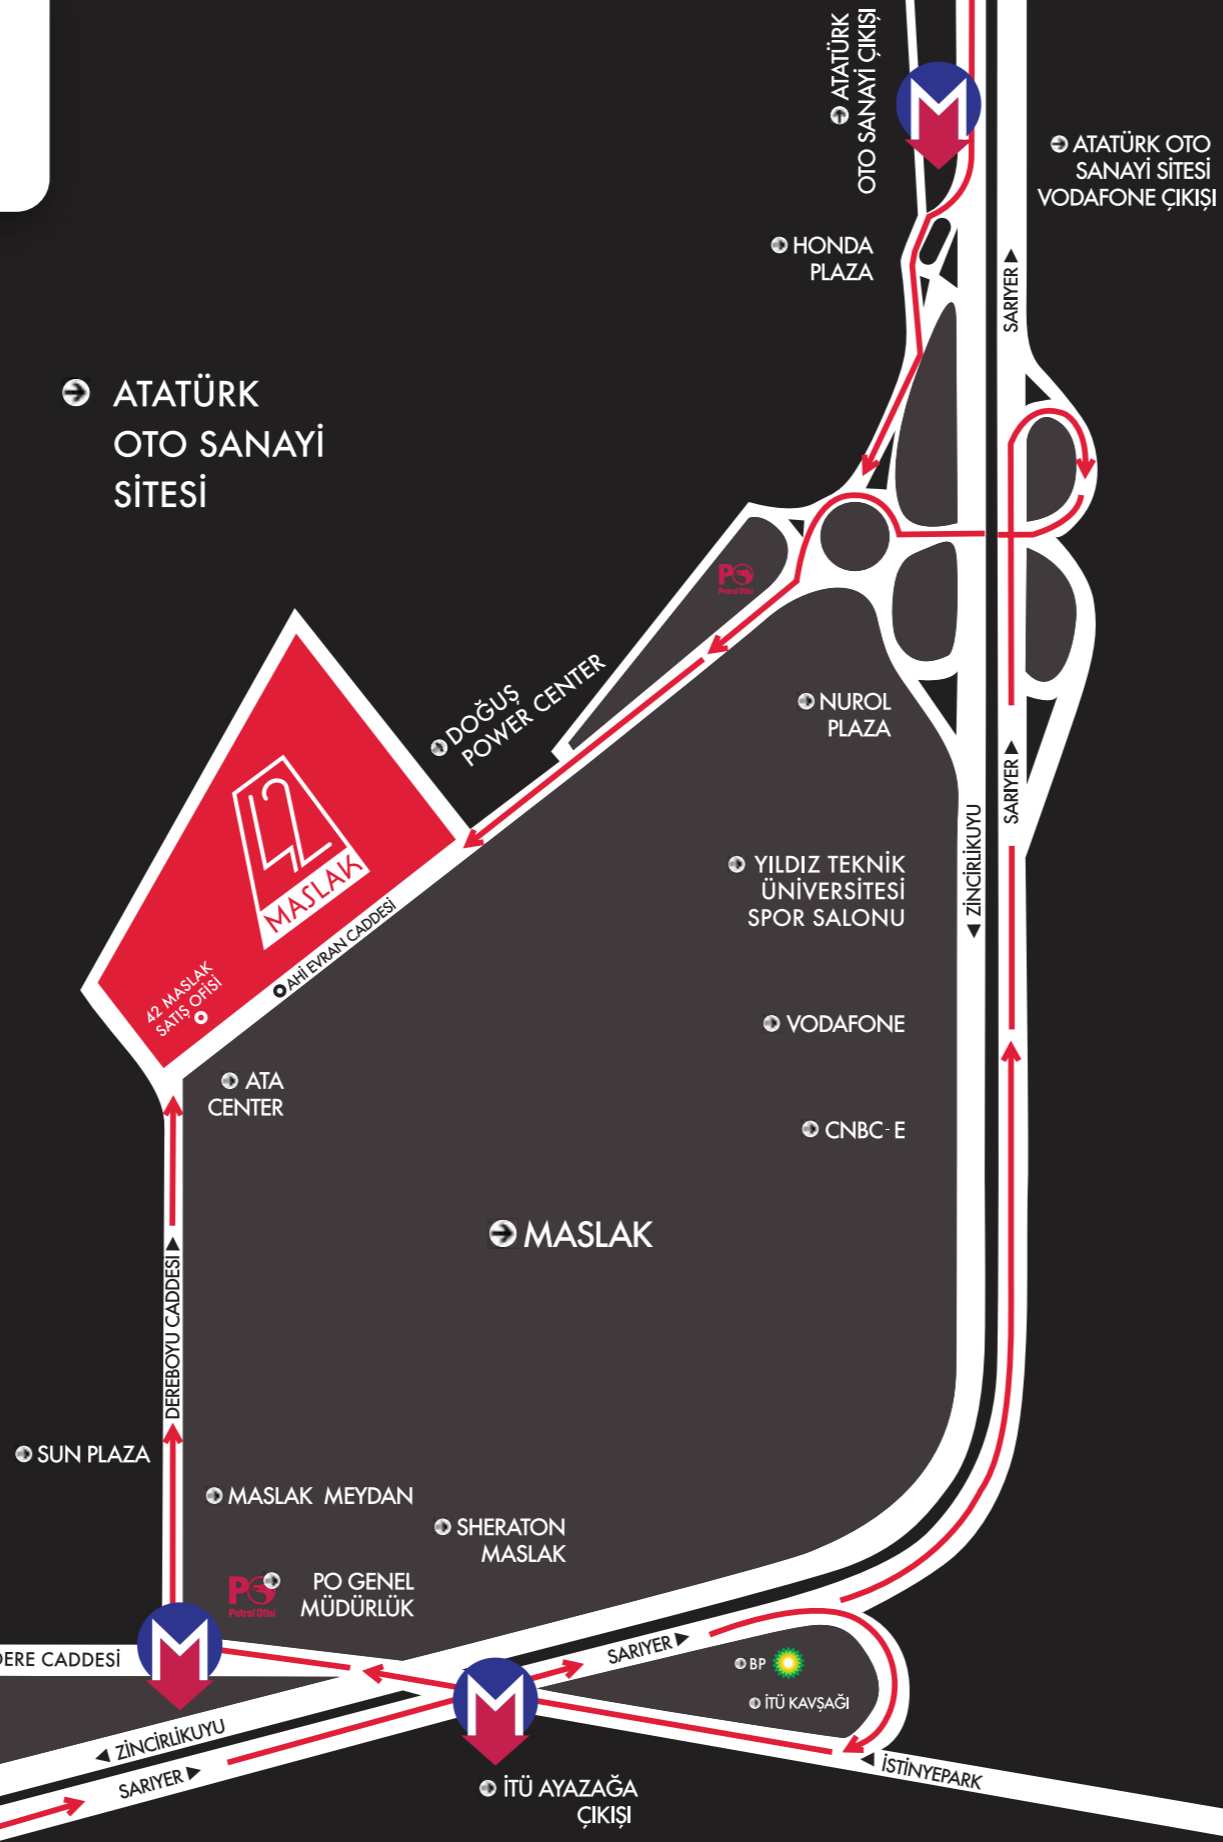 ATATÜRK
OTO SANAYİ ÇIKIŞI
ATATÜRK OTO
SANAYİ SİTESİ
VODAFONE ÇIKIŞI
HONDA
PLAZA
SARIYER
ATATÜRK
OTO SANAYİ
SİTESİ
PO
Petrol Ofisi
DOĞUŞ
POWER CENTER
NUROL
PLAZA
SARIYER
ZİNCİRLİKUYU
42
MASLAK
YILDIZ TEKNİK
ÜNİVERSİTESİ
SPOR SALONU
AHİ EVRAN CADDESİ
42 MASLAK
SATIŞ OFİSİ
VODAFONE
ATA
CENTER
CNBC-E
MASLAK
DEREBOYU CADDESİ
SUN PLAZA
MASLAK MEYDAN
SHERATON
MASLAK
PO
Petrol Ofisi
PO GENEL
MÜDÜRLÜK
DERE CADDESİ
SARIYER
BP
İTÜ KAVŞAĞI
ZİNCİRLİKUYU
SARIYER
İSTİNYEPARK
İTÜ AYAZAĞA
ÇIKIŞI